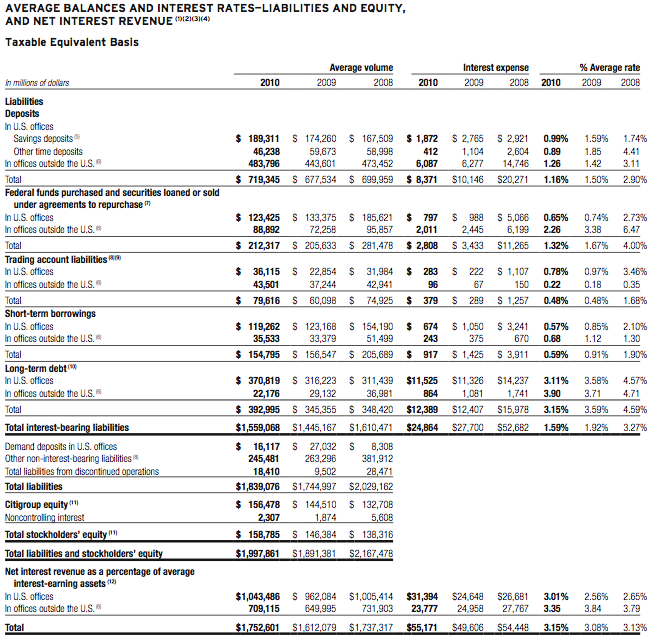 AVERAGE BALANCES AND INTEREST RATES—LIABILITIES AND EQUITY,
AND NET INTEREST REVENUE (1)(2)(3)(4)
Taxable Equivalent Basis
Average volume Interest expense % Average rate
In millions of dollars 2010 2009 2008 2010 2009 2008 2010 2009 2008
Liabilities
Deposits
In U.S. offices
Savings deposits (5) $ 189,311 $ 174,260 $ 167,509 $ 1,872 $ 2,765 $ 2,921 0.99% 1.59% 1.74%
Other time deposits 46,238 59,673 58,998 412 1,104 2,604 0.89 1.85 4.41
In offices outside the U.S. (6) 483,796 443,601 473,452 6,087 6,277 14,746 1.26 1.42 3.11
Total $ 719,345 $ 677,534 $ 699,959 $ 8,371 $10,146 $20,271 1.16% 1.50% 2.90%
Federal funds purchased and securities loaned or sold
under agreements to repurchase (7)
In U.S. offices $ 123,425 $ 133,375 $ 185,621 $ 797 $ 988 $ 5,066 0.65% 0.74% 2.73%
In offices outside the U.S. (6) 88,892 72,258 95,857 2,011 2,445 6,199 2.26 3.38 6.47
Total $ 212,317 $ 205,633 $ 281,478 $ 2,808 $ 3,433 $11,265 1.32% 1.67% 4.00%
Trading account liabilities (8)(9)
In U.S. offices $ 36,115 $ 22,854 $ 31,984 $ 283 $ 222 $ 1,107 0.78% 0.97% 3.46%
In offices outside the U.S. (6) 43,501 37,244 42,941 96 67 150 0.22 0.18 0.35
Total $ 79,616 $ 60,098 $ 74,925 $ 379 $ 289 $ 1,257 0.48% 0.48% 1.68%
Short-term borrowings
In U.S. offices $ 119,262 $ 123,168 $ 154,190 $ 674 $ 1,050 $ 3,241 0.57% 0.85% 2.10%
In offices outside the U.S. (6) 35,533 33,379 51,499 243 375 670 0.68 1.12 1.30
Total $ 154,795 $ 156,547 $ 205,689 $ 917 $ 1,425 $ 3,911 0.59% 0.91% 1.90%
Long-term debt (10)
In U.S. offices $ 370,819 $ 316,223 $ 311,439 $11,525 $11,326 $14,237 3.11% 3.58% 4.57%
In offices outside the U.S. (6) 22,176 29,132 36,981 864 1,081 1,741 3.90 3.71 4.71
Total $ 392,995 $ 345,355 $ 348,420 $12,389 $12,407 $15,978 3.15% 3.59% 4.59%
Total interest-bearing liabilities $1,559,068 $1,445,167 $1,610,471 $24,864 $27,700 $52,682 1.59% 1.92% 3.27%
Demand deposits in U.S. offices $ 16,117 $ 27,032 $ 8,308
Other non-interest-bearing liabilities (8) 245,481 263,296 381,912
Total liabilities from discontinued operations 18,410 9,502 28,471
Total liabilities $1,839,076 $1,744,997 $2,029,162
Citigroup equity (11) $ 156,478 $ 144,510 $ 132,708
Noncontrolling interest 2,307 1,874 5,608
Total stockholders' equity (11) $ 158,785 $ 146,384 $ 138,316
Total liabilities and stockholders' equity $1,997,861 $1,891,381 $2,167,478
Net interest revenue as a percentage of average
interest-earning assets (12)
In U.S. offices $1,043,486 $ 962,084 $1,005,414 $31,394 $24,648 $26,681 3.01% 2.56% 2.65%
In offices outside the U.S. (6) 709,115 649,995 731,903 23,777 24,958 27,767 3.35 3.84 3.79
Total $1,752,601 $1,612,079 $1,737,317 $55,171 $49,606 $54,448 3.15% 3.08% 3.13%